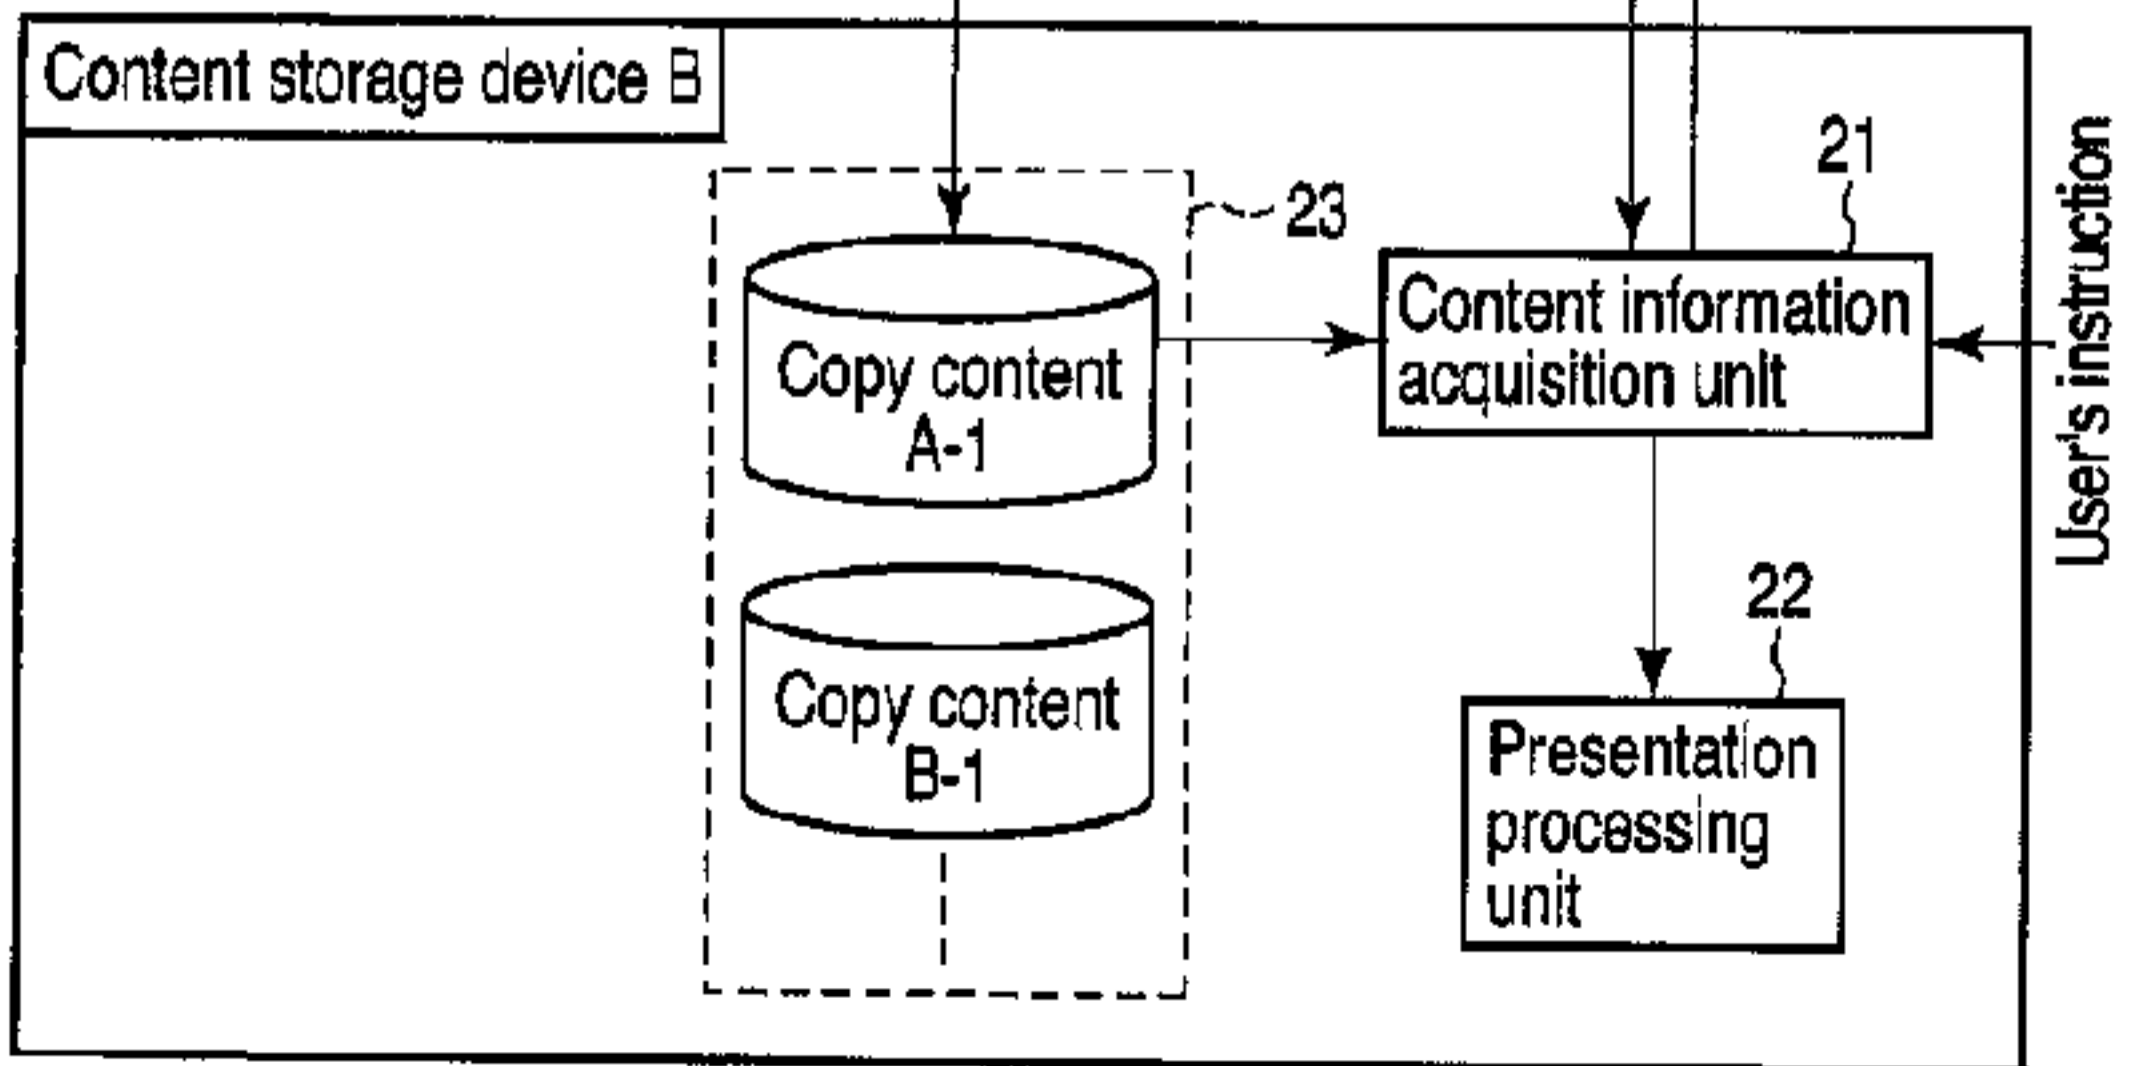 Content storage device B
21
23
Content information
acquisition unit
User's instruction
Copy content
A-1
22
Copy content
B-1
Presentation
processing
unit